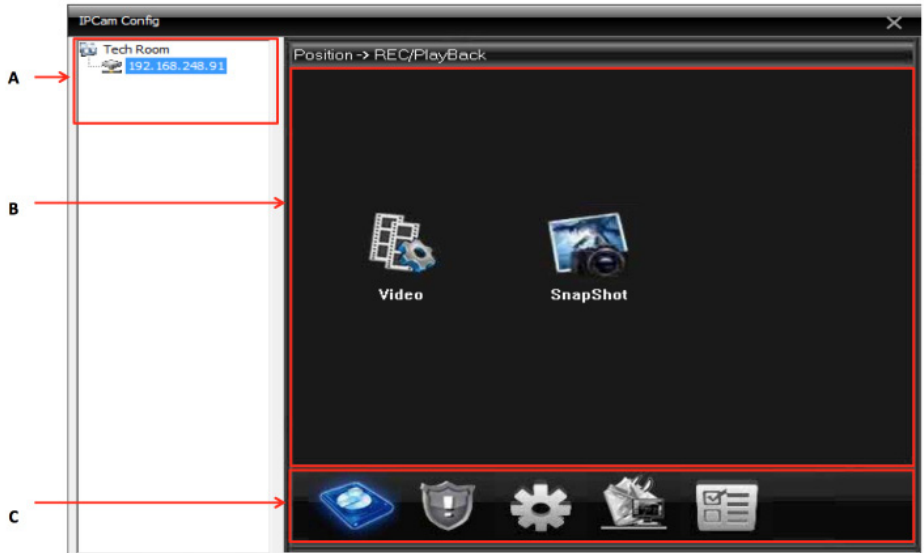 IPCam Config
Tech Room
192.168.248.91
Position -> REC/PlayBack
A
B
Video
SnapShot
C